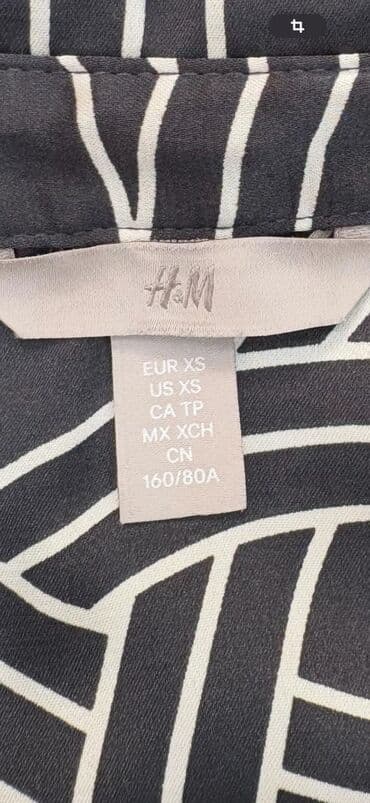 H&M
EUR XS
US XS
CA TP
MX XCH
CN
160/80A